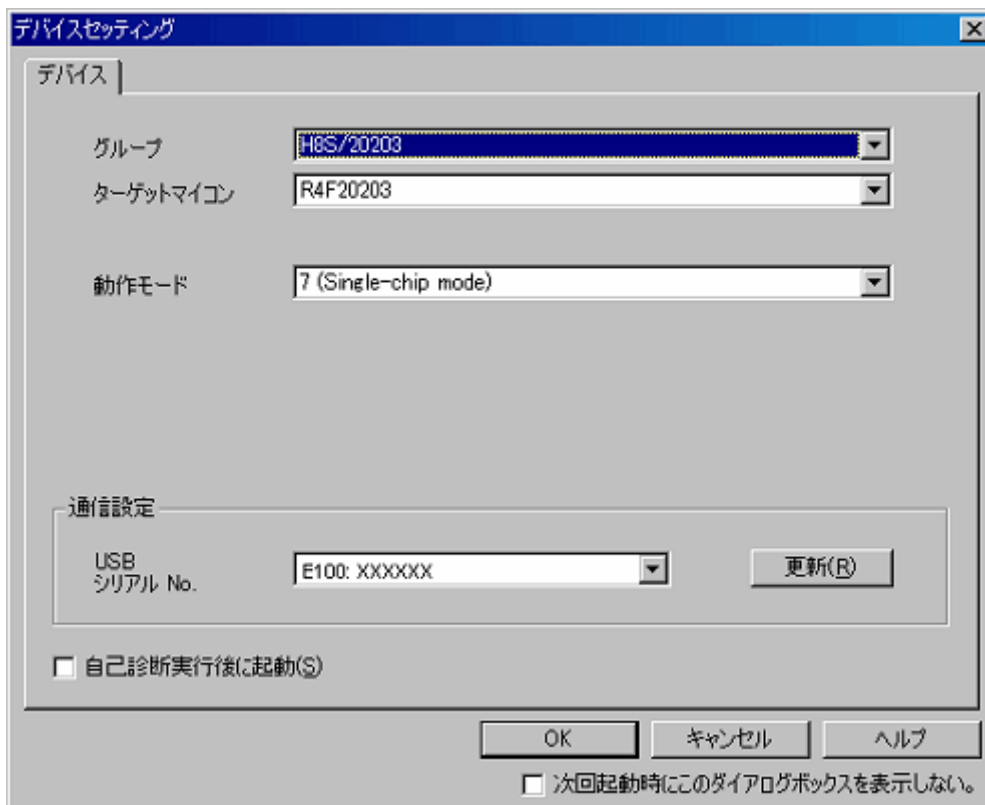 デバイスセッティング
デバイス
グループ H8S/20203
ターゲットマイコン R4F20203
動作モード 7 (Single-chip mode)
通信設定
USB
シリアル No. E100: XXXXXX 更新(R)
自己診断実行後に起動(S)
OK キャンセル ヘルプ
次回起動時にこのダイアログボックスを表示しない。